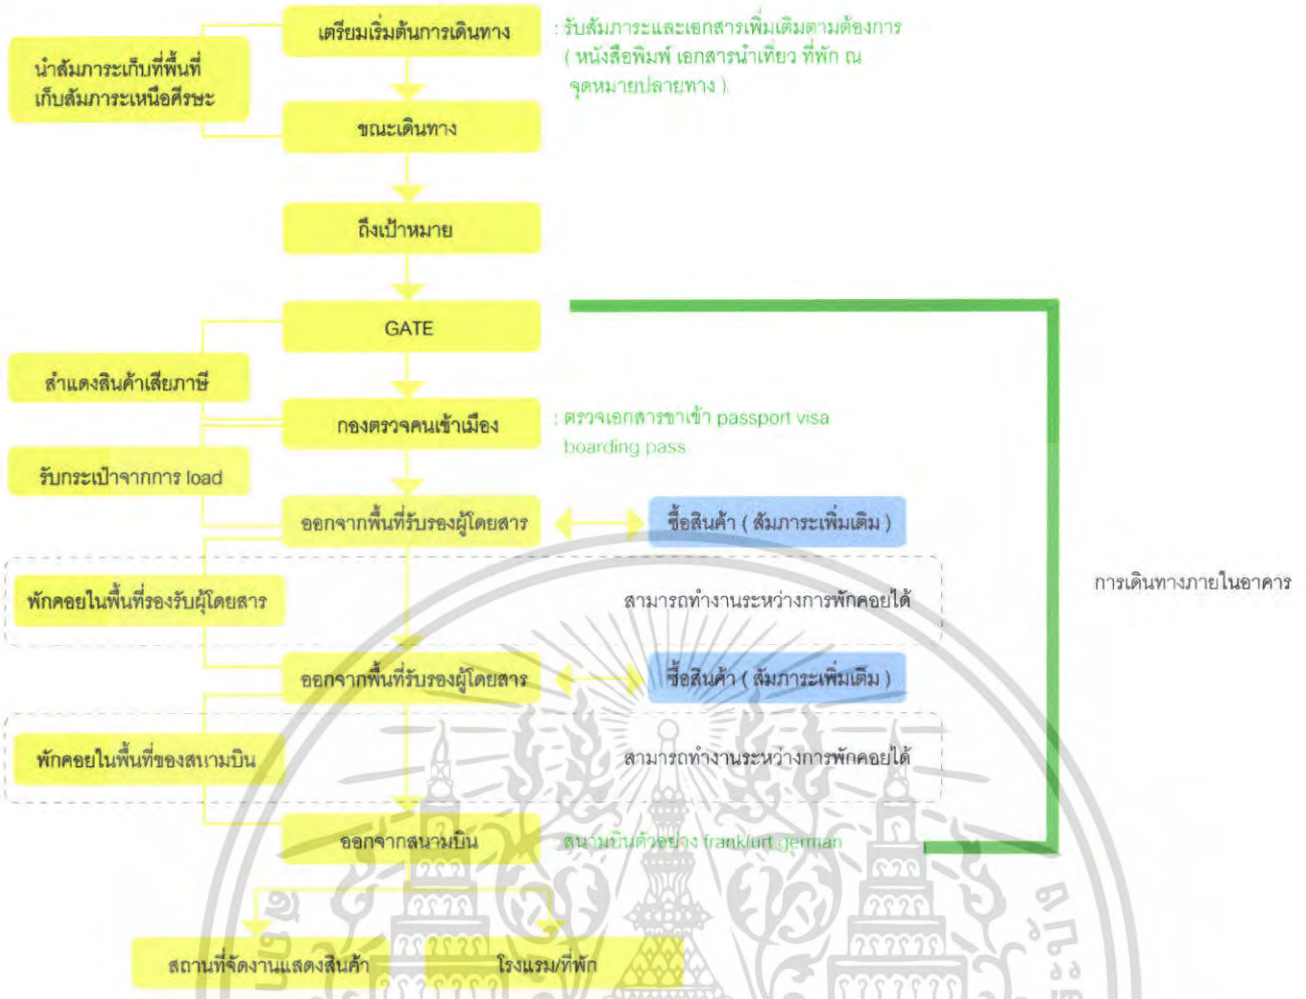 เตรียมเริ่มต้นการเดินทาง
: รับสัมภาระและเอกสารเพิ่มเติมตามต้องการ
( หนังสือพิมพ์ เอกสารนำเที่ยว ที่พัก ณ
จุดหมายปลายทาง )
นำสัมภาระเก็บที่พื้นที่
เก็บสัมภาระเหนือศีรษะ
ขณะเดินทาง
ถึงเป้าหมาย
GATE
สำแดงสินค้าเสียภาษี
กองตรวจคนเข้าเมือง
: ตรวจเอกสารขาเข้า passport visa
boarding pass
รับกระเป๋าจากการ load
ออกจากพื้นที่รับรองผู้โดยสาร
ซื้อสินค้า ( สัมภาระเพิ่มเติม )
การเดินทางภายในอาคาร
พักคอยในพื้นที่รองรับผู้โดยสาร
สามารถทำงานระหว่างการพักคอยได้
ออกจากพื้นที่รับรองผู้โดยสาร
ซื้อสินค้า ( สัมภาระเพิ่มเติม )
พักคอยในพื้นที่ของสนามบิน
สามารถทำงานระหว่างการพักคอยได้
ออกจากสนามบิน
: สนามบินตัวอย่าง frankfurt german
สถานที่จัดงานแสดงสินค้า
โรงแรม/ที่พัก